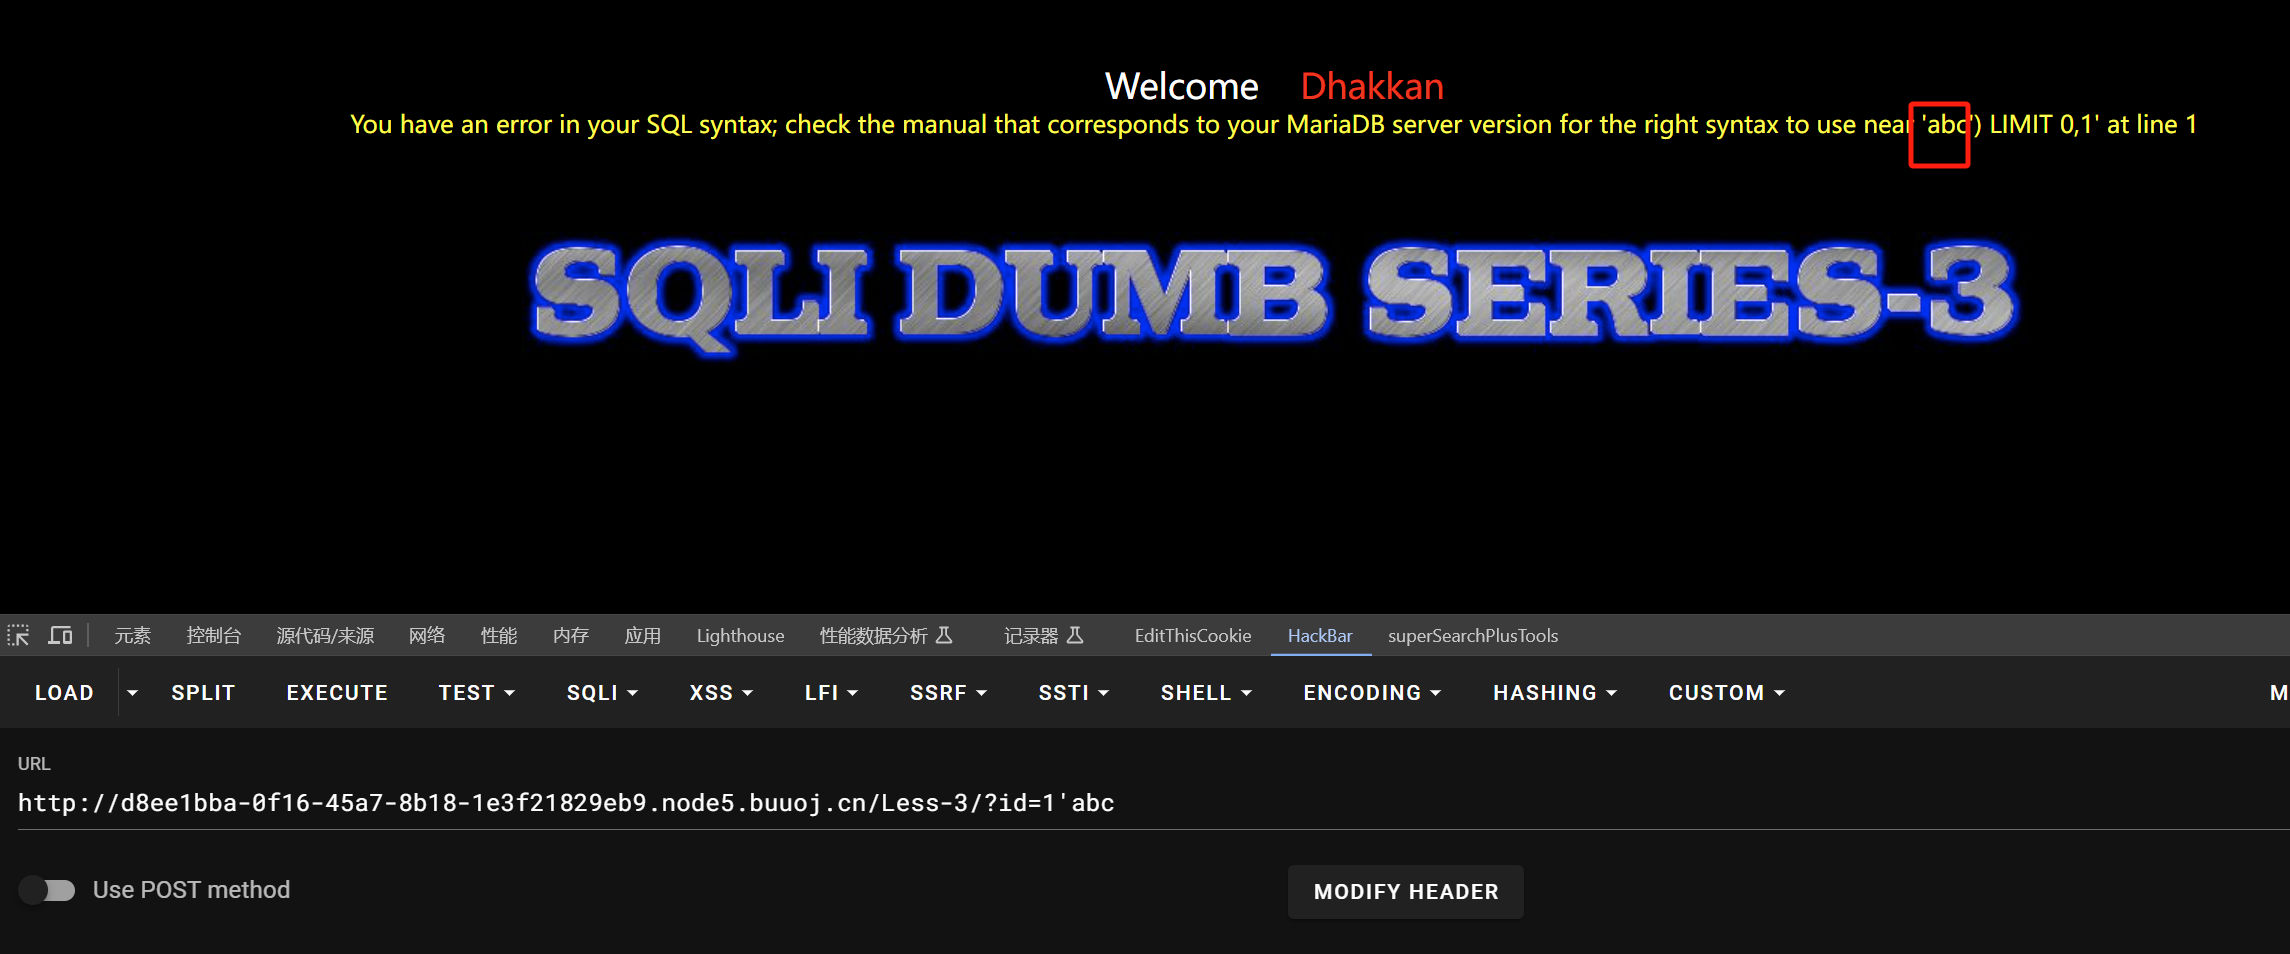 Welcome Dhakkan
You have an error in your SQL syntax; check the manual that corresponds to your MariaDB server version for the right syntax to use near 'abc') LIMIT 0,1' at line 1
SQLI DUMB SERIES-3
元素 控制台 源代码/来源 网络 性能 内存 应用 Lighthouse 性能数据分析 记录器 EditThisCookie HackBar superSearchPlusTools
LOAD SPLIT EXECUTE TEST SQLI XSS LFI SSRF SSTI SHELL ENCODING HASHING CUSTOM M
URL
http://d8ee1bba-0f16-45a7-8b18-1e3f21829eb9.node5.buuoj.cn/Less-3/?id=1'abc
Use POST method MODIFY HEADER